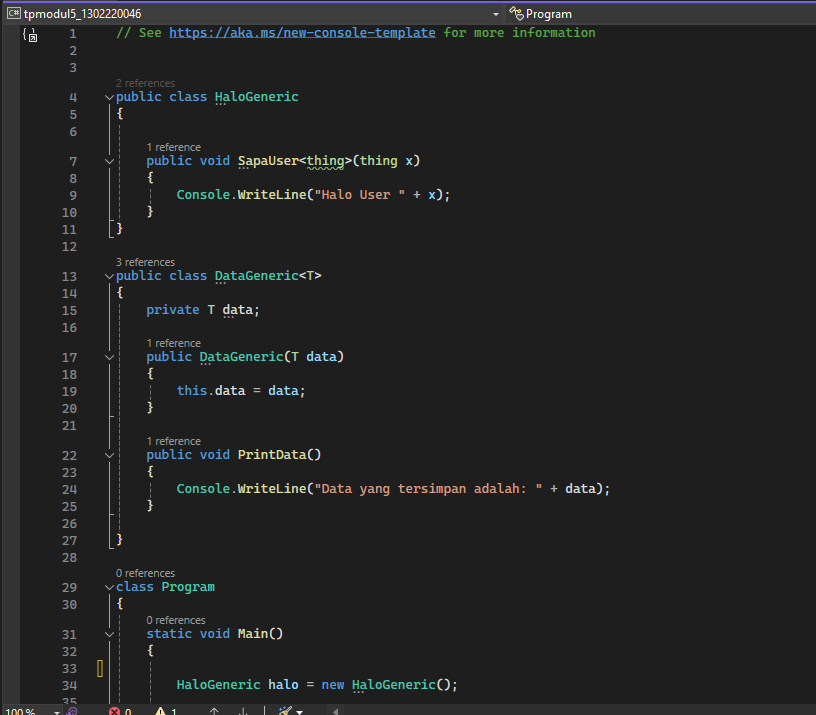 C# tpmodul5_1302220046 Program
1 // See https://aka.ms/new-console-template for more information
2
3
2 references
4 public class HaloGeneric
5 {
6
1 reference
7 public void SapaUser<thing>(thing x)
8 {
9 Console.WriteLine("Halo User " + x);
10 }
11 }
12
3 references
13 public class DataGeneric<T>
14 {
15 private T data;
16
1 reference
17 public DataGeneric(T data)
18 {
19 this.data = data;
20 }
21
1 reference
22 public void PrintData()
23 {
24 Console.WriteLine("Data yang tersimpan adalah: " + data);
25 }
26
27 }
28
0 references
29 class Program
30 {
0 references
31 static void Main()
32 {
33
34 HaloGeneric halo = new HaloGeneric();
35
100 % 0 1